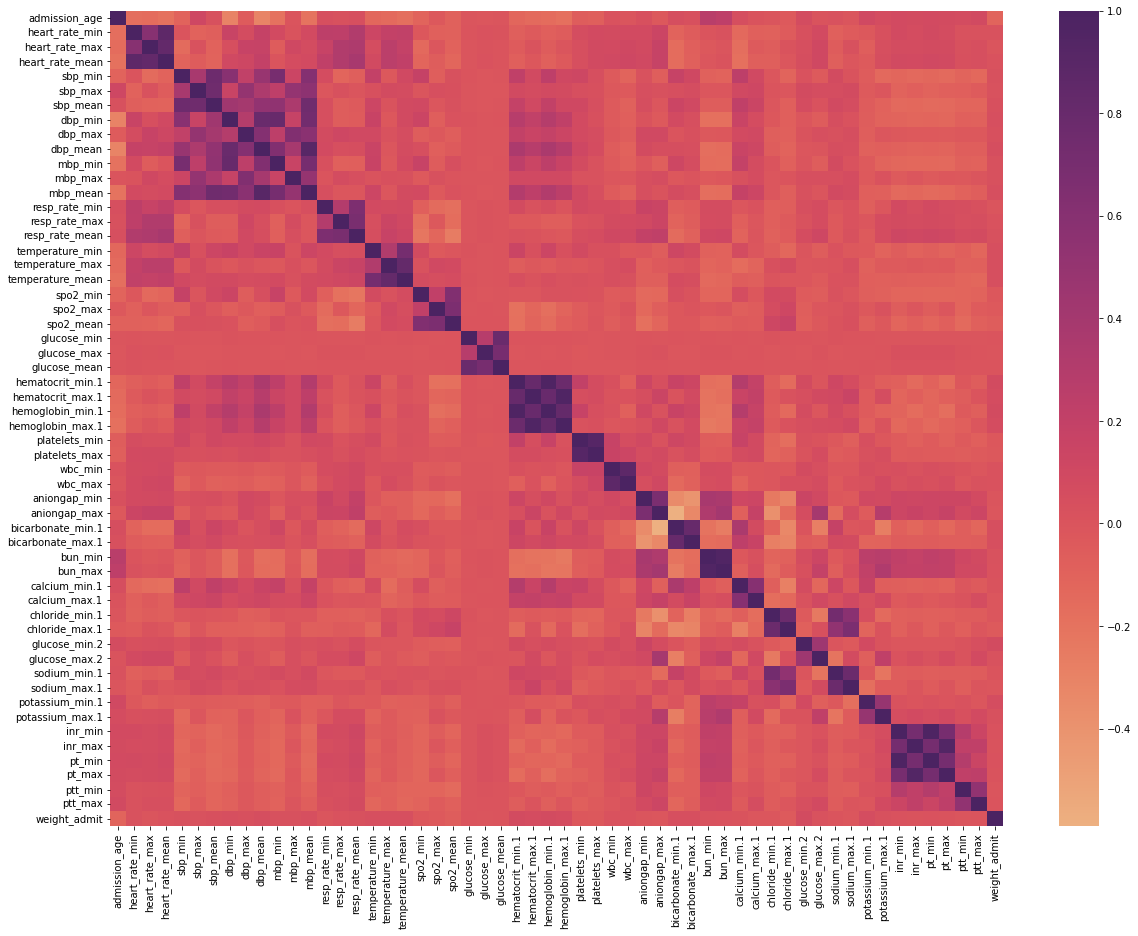 admission_age
heart_rate_min
heart_rate_max
heart_rate_mean
sbp_min
sbp_max
sbp_mean
dbp_min
dbp_max
dbp_mean
mbp_min
mbp_max
mbp_mean
resp_rate_min
resp_rate_max
resp_rate_mean
temperature_min
temperature_max
temperature_mean
spo2_min
spo2_max
spo2_mean
glucose_min
glucose_max
glucose_mean
hematocrit_min.1
hematocrit_max.1
hemoglobin_min.1
hemoglobin_max.1
platelets_min
platelets_max
wbc_min
wbc_max
aniongap_min
aniongap_max
bicarbonate_min.1
bicarbonate_max.1
bun_min
bun_max
calcium_min.1
calcium_max.1
chloride_min.1
chloride_max.1
glucose_min.2
glucose_max.2
sodium_min.1
sodium_max.1
potassium_min.1
potassium_max.1
inr_min
inr_max
pt_min
pt_max
ptt_min
ptt_max
weight_admit
admission_age
heart_rate_min
heart_rate_max
heart_rate_mean
sbp_min
sbp_max
sbp_mean
dbp_min
dbp_max
dbp_mean
mbp_min
mbp_max
mbp_mean
resp_rate_min
resp_rate_max
resp_rate_mean
temperature_min
temperature_max
temperature_mean
spo2_min
spo2_max
spo2_mean
glucose_min
glucose_max
glucose_mean
hematocrit_min.1
hematocrit_max.1
hemoglobin_min.1
hemoglobin_max.1
platelets_min
platelets_max
wbc_min
wbc_max
aniongap_min
aniongap_max
bicarbonate_min.1
bicarbonate_max.1
bun_min
bun_max
calcium_min.1
calcium_max.1
chloride_min.1
chloride_max.1
glucose_min.2
glucose_max.2
sodium_min.1
sodium_max.1
potassium_min.1
potassium_max.1
inr_min
inr_max
pt_min
pt_max
ptt_min
ptt_max
weight_admit
1.0
0.8
0.6
0.4
0.2
0.0
−0.2
−0.4